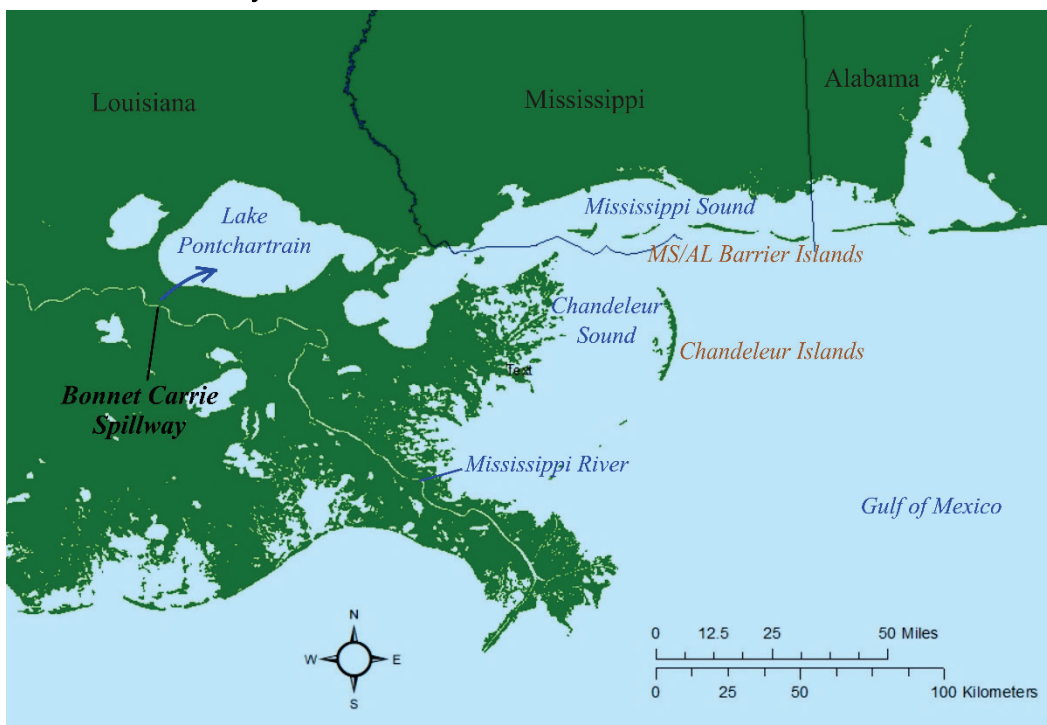 Louisiana
Mississippi
Alabama
Lake
Pontchartrain
Mississippi Sound
MS/AL Barrier Islands
Chandeleur
Sound
Chandeleur Islands
Text
Bonnet Carrie
Spillway
Mississippi River
Gulf of Mexico
N
W E
S
0 12.5 25 50 Miles
0 25 50 100 Kilometers